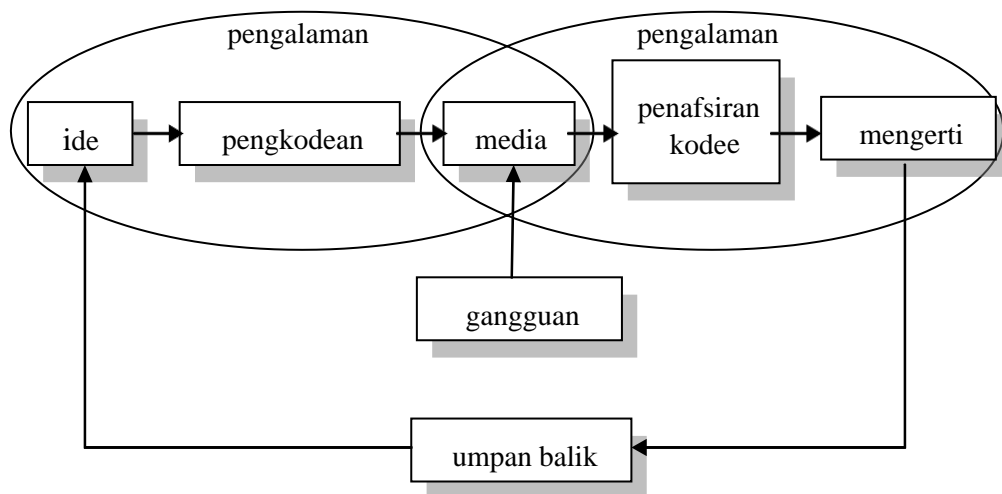 pengalaman
pengalaman
ide
pengkodean
media
penafsiran
kodee
mengerti
gangguan
umpan balik